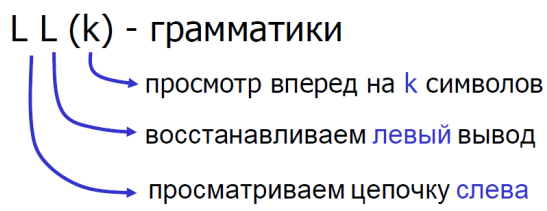 L L (k) - грамматики
просмотр вперед на k символов
восстанавливаем левый вывод
просматриваем цепочку слева